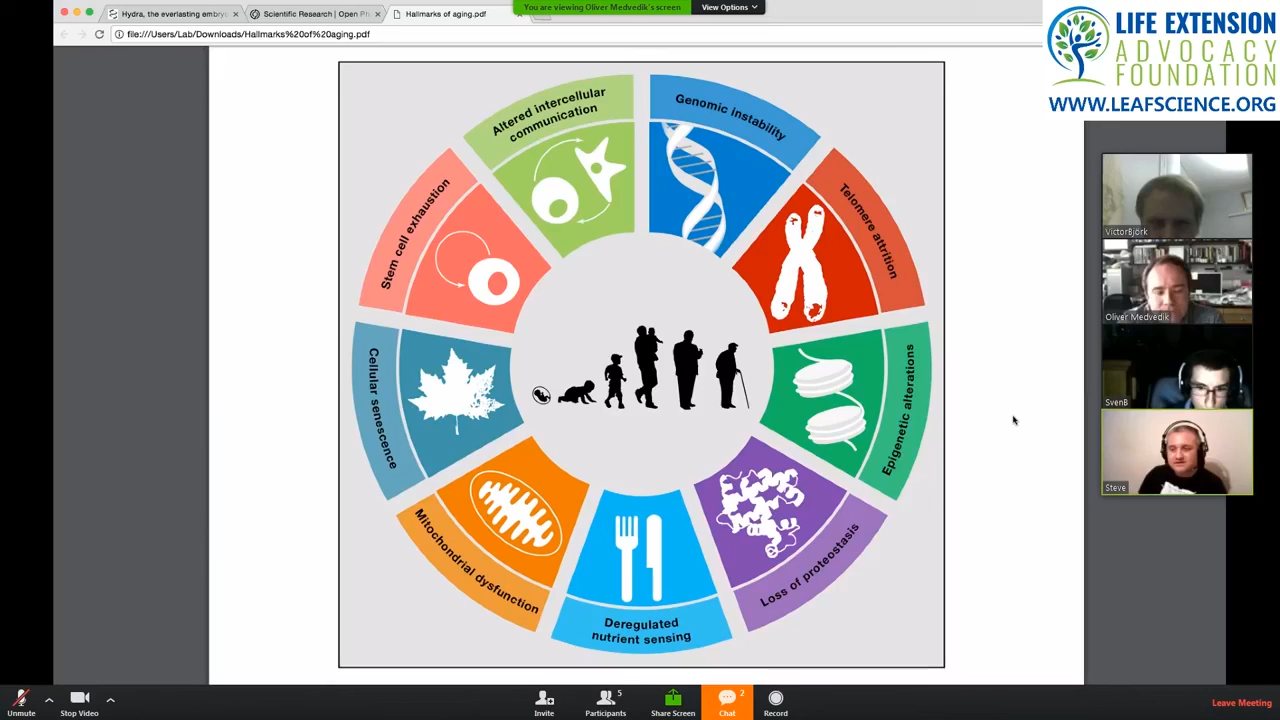 Hydra, the everlasting embry
Scientific Research | Open Ph
Hallmarks of aging.pdf
You are viewing Oliver Medvedik's screen
View Options
file:///Users/Lab/Downloads/Hallmarks%20of%20aging.pdf
LIFE EXTENSION
ADVOCACY
FOUNDATION
WWW.LEAFSCIENCE.ORG
Altered intercellular
communication
Genomic instability
Telomere attrition
Epigenetic alterations
Loss of proteostasis
Deregulated
nutrient sensing
Mitochondrial dysfunction
Cellular senescence
Stem cell exhaustion
VictorBjörk
Oliver Medvedik
SvenB
Steve
Unmute
Stop Video
Invite
5
Participants
Share Screen
2
Chat
Record
Leave Meeting